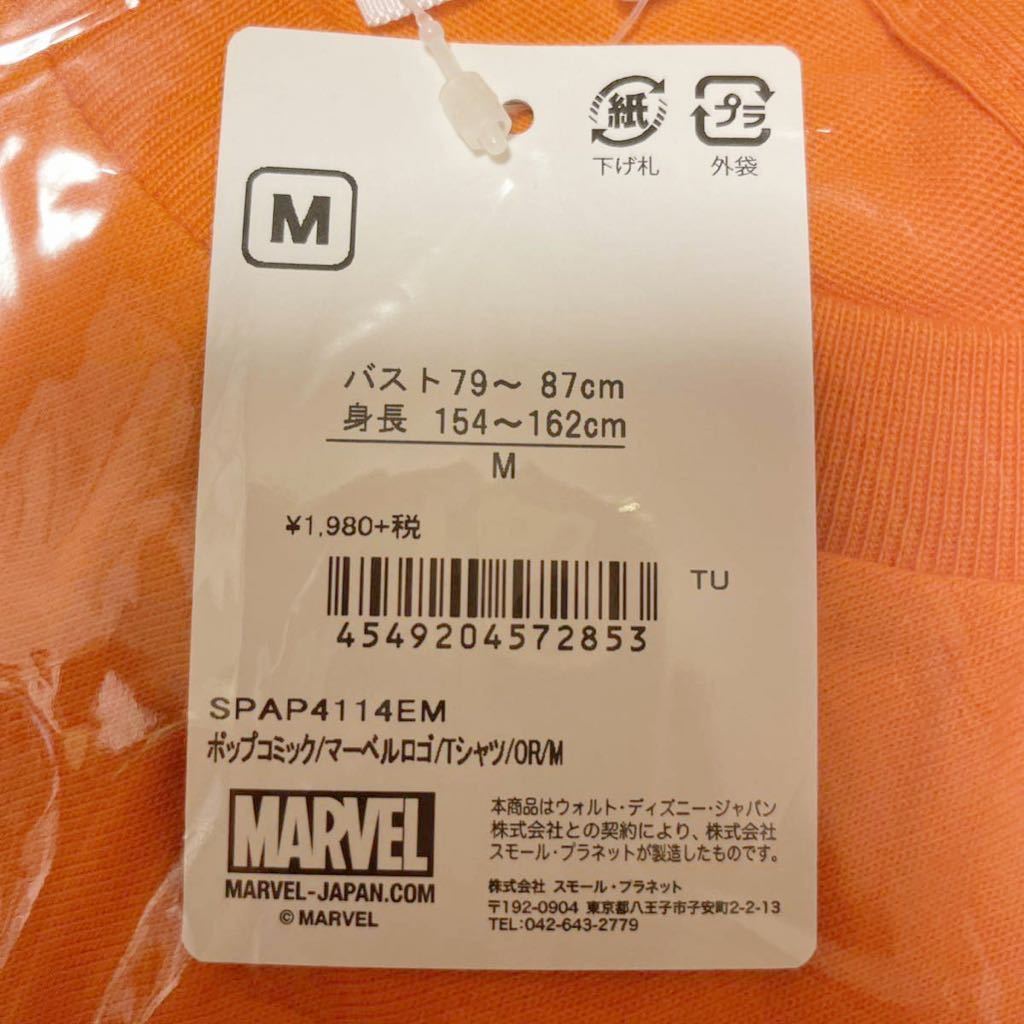 紙 プラ
下げ札 外袋
M
バスト79～ 87cm
身長 154～162cm
M
¥1,980+税
TU
4549204572853
SPAP4114EM
ポップコミック/マーベルロゴ/Tシャツ/OR/M
MARVEL
MARVEL-JAPAN.COM
© MARVEL
本商品はウォルト・ディズニー・ジャパン
株式会社との契約により、株式会社
スモール・プラネットが製造したものです。
株式会社 スモール・プラネット
〒192-0904 東京都八王子市子安町2-2-13
TEL:042-643-2779